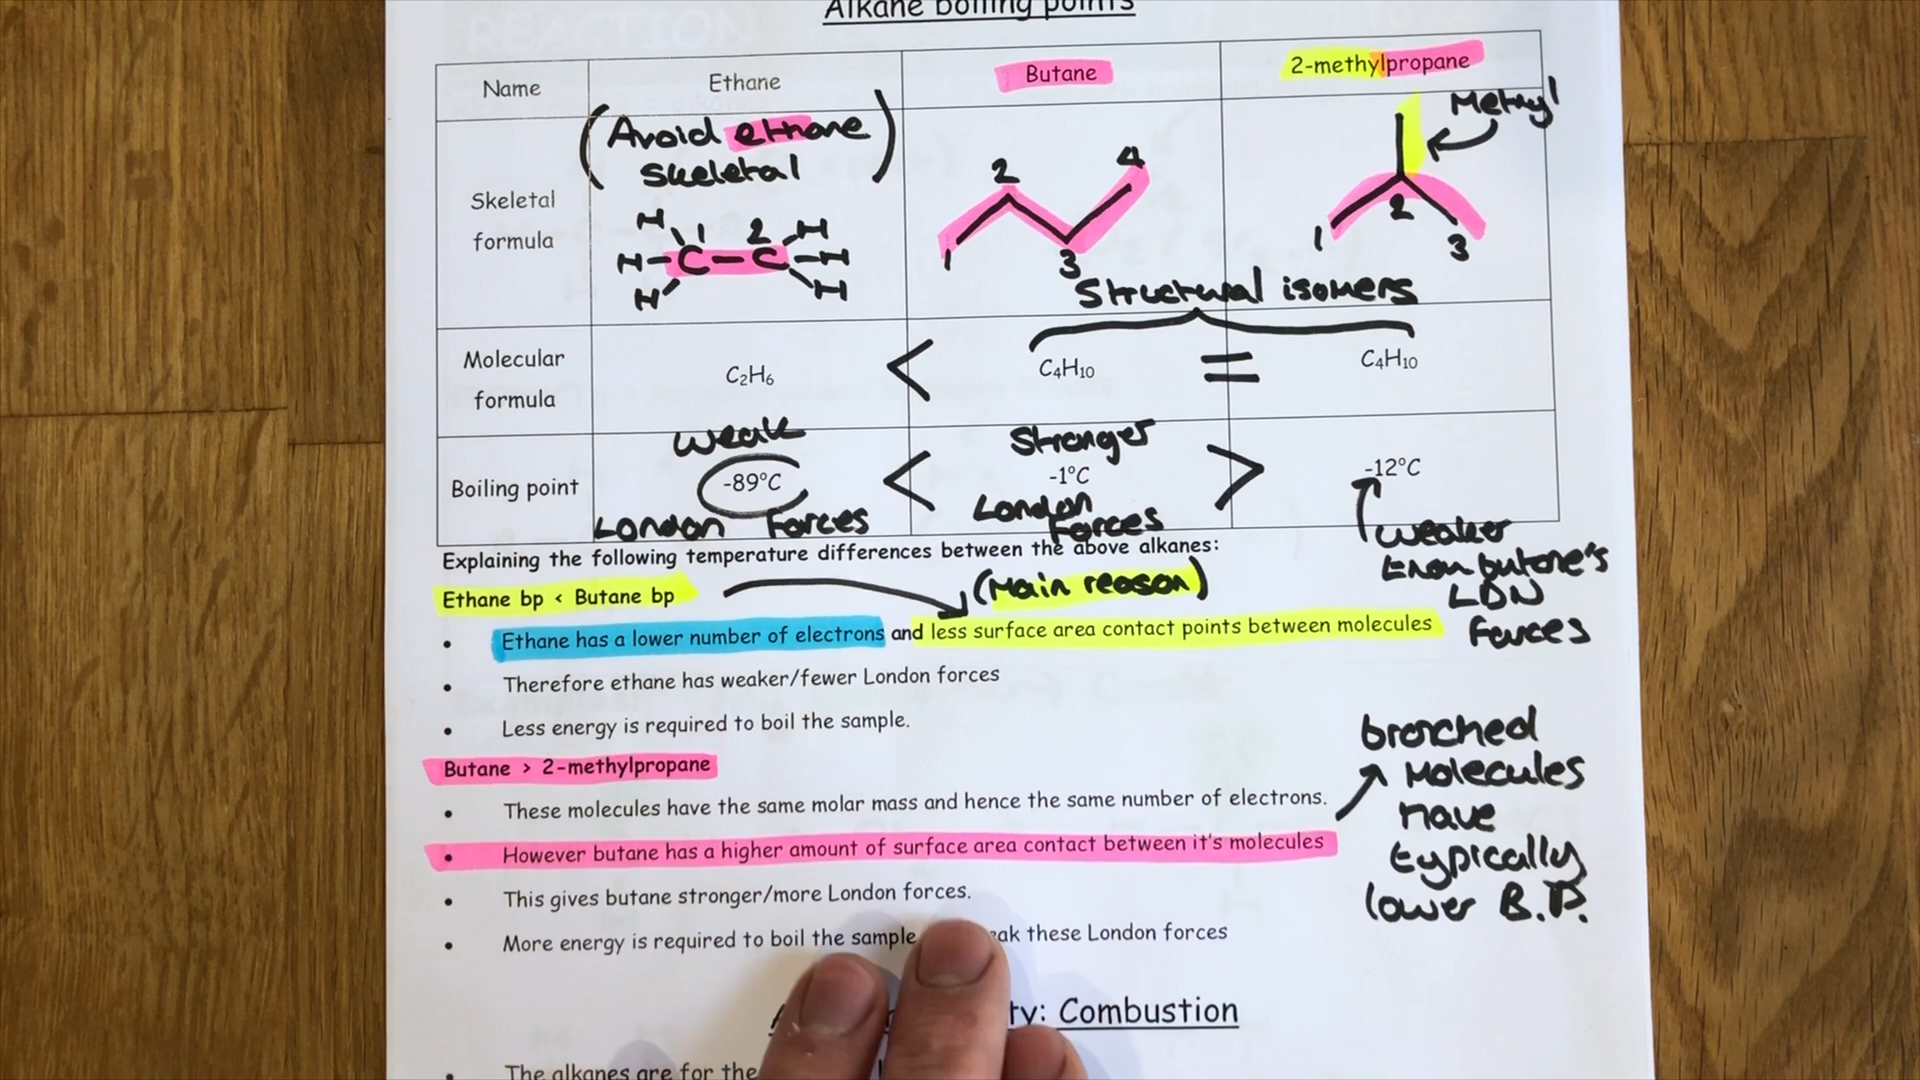 Alkane boiling points
Name
Ethane
Butane
2-methylpropane
Skeletal
formula
(Avoid ethane
skeletal)
H H
H-C-C-H
H H
1 2
1 2 3 4
Methyl
1 2 3
Structural isomers
Molecular
formula
C₂H₆
<
C₄H₁₀
=
C₄H₁₀
Boiling point
Weak
-89°C
London Forces
<
Stronger
-1°C
London
Forces
>
-12°C
Weaker
than butane's
LDN
Forces
Explaining the following temperature differences between the above alkanes:
Ethane bp < Butane bp
(Main reason)
• Ethane has a lower number of electrons and less surface area contact points between molecules
• Therefore ethane has weaker/fewer London forces
• Less energy is required to boil the sample.
Butane > 2-methylpropane
• These molecules have the same molar mass and hence the same number of electrons.
• However butane has a higher amount of surface area contact between it's molecules
• This gives butane stronger/more London forces.
• More energy is required to boil the sample these London forces
branched
Molecules
have
typically
lower B.P.
: Combustion
• The alkanes are for the